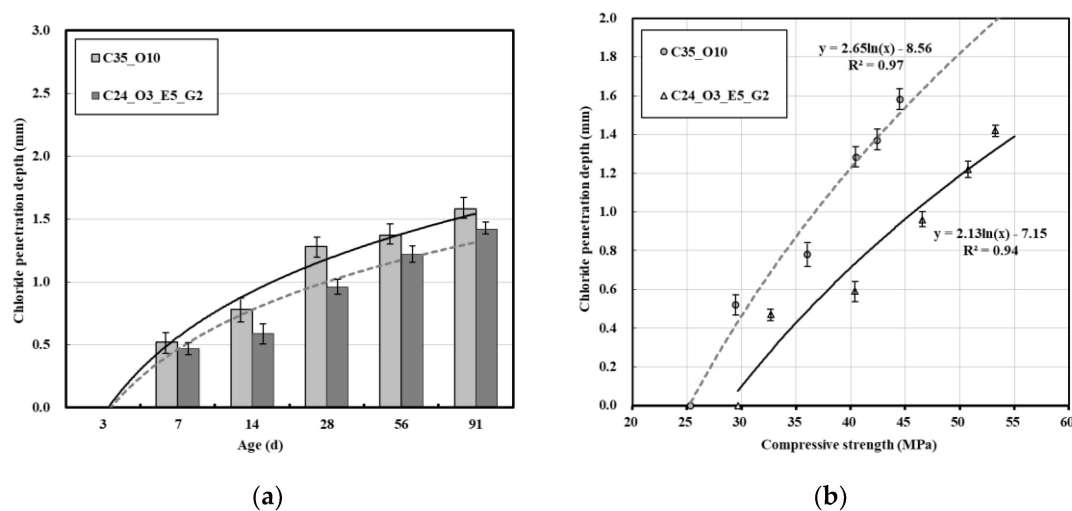 3.0
2.5
2.0
1.5
1.0
0.5
0.0
Chloride penetration depth (mm)
C35_O10
C24_O3_E5_G2
3 7 14 28 56 91
Age (d)
(a)
2.0
1.8
1.6
1.4
1.2
1.0
0.8
0.6
0.4
0.2
0.0
Chloride penetration depth (mm)
C35_O10
C24_O3_E5_G2
y = 2.65ln(x) - 8.56
R² = 0.97
y = 2.13ln(x) - 7.15
R² = 0.94
20 25 30 35 40 45 50 55 60
Compressive strength (MPa)
(b)